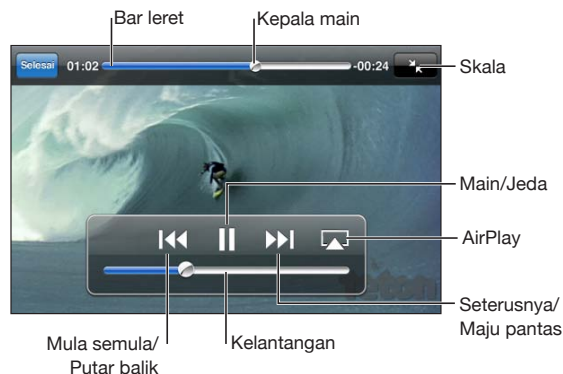 Bar leret
Kepala main
Selesai
01:02
-00:24
Skala
Main/Jeda
AirPlay
Seterusnya/
Maju pantas
Mula semula/
Putar balik
Kelantangan